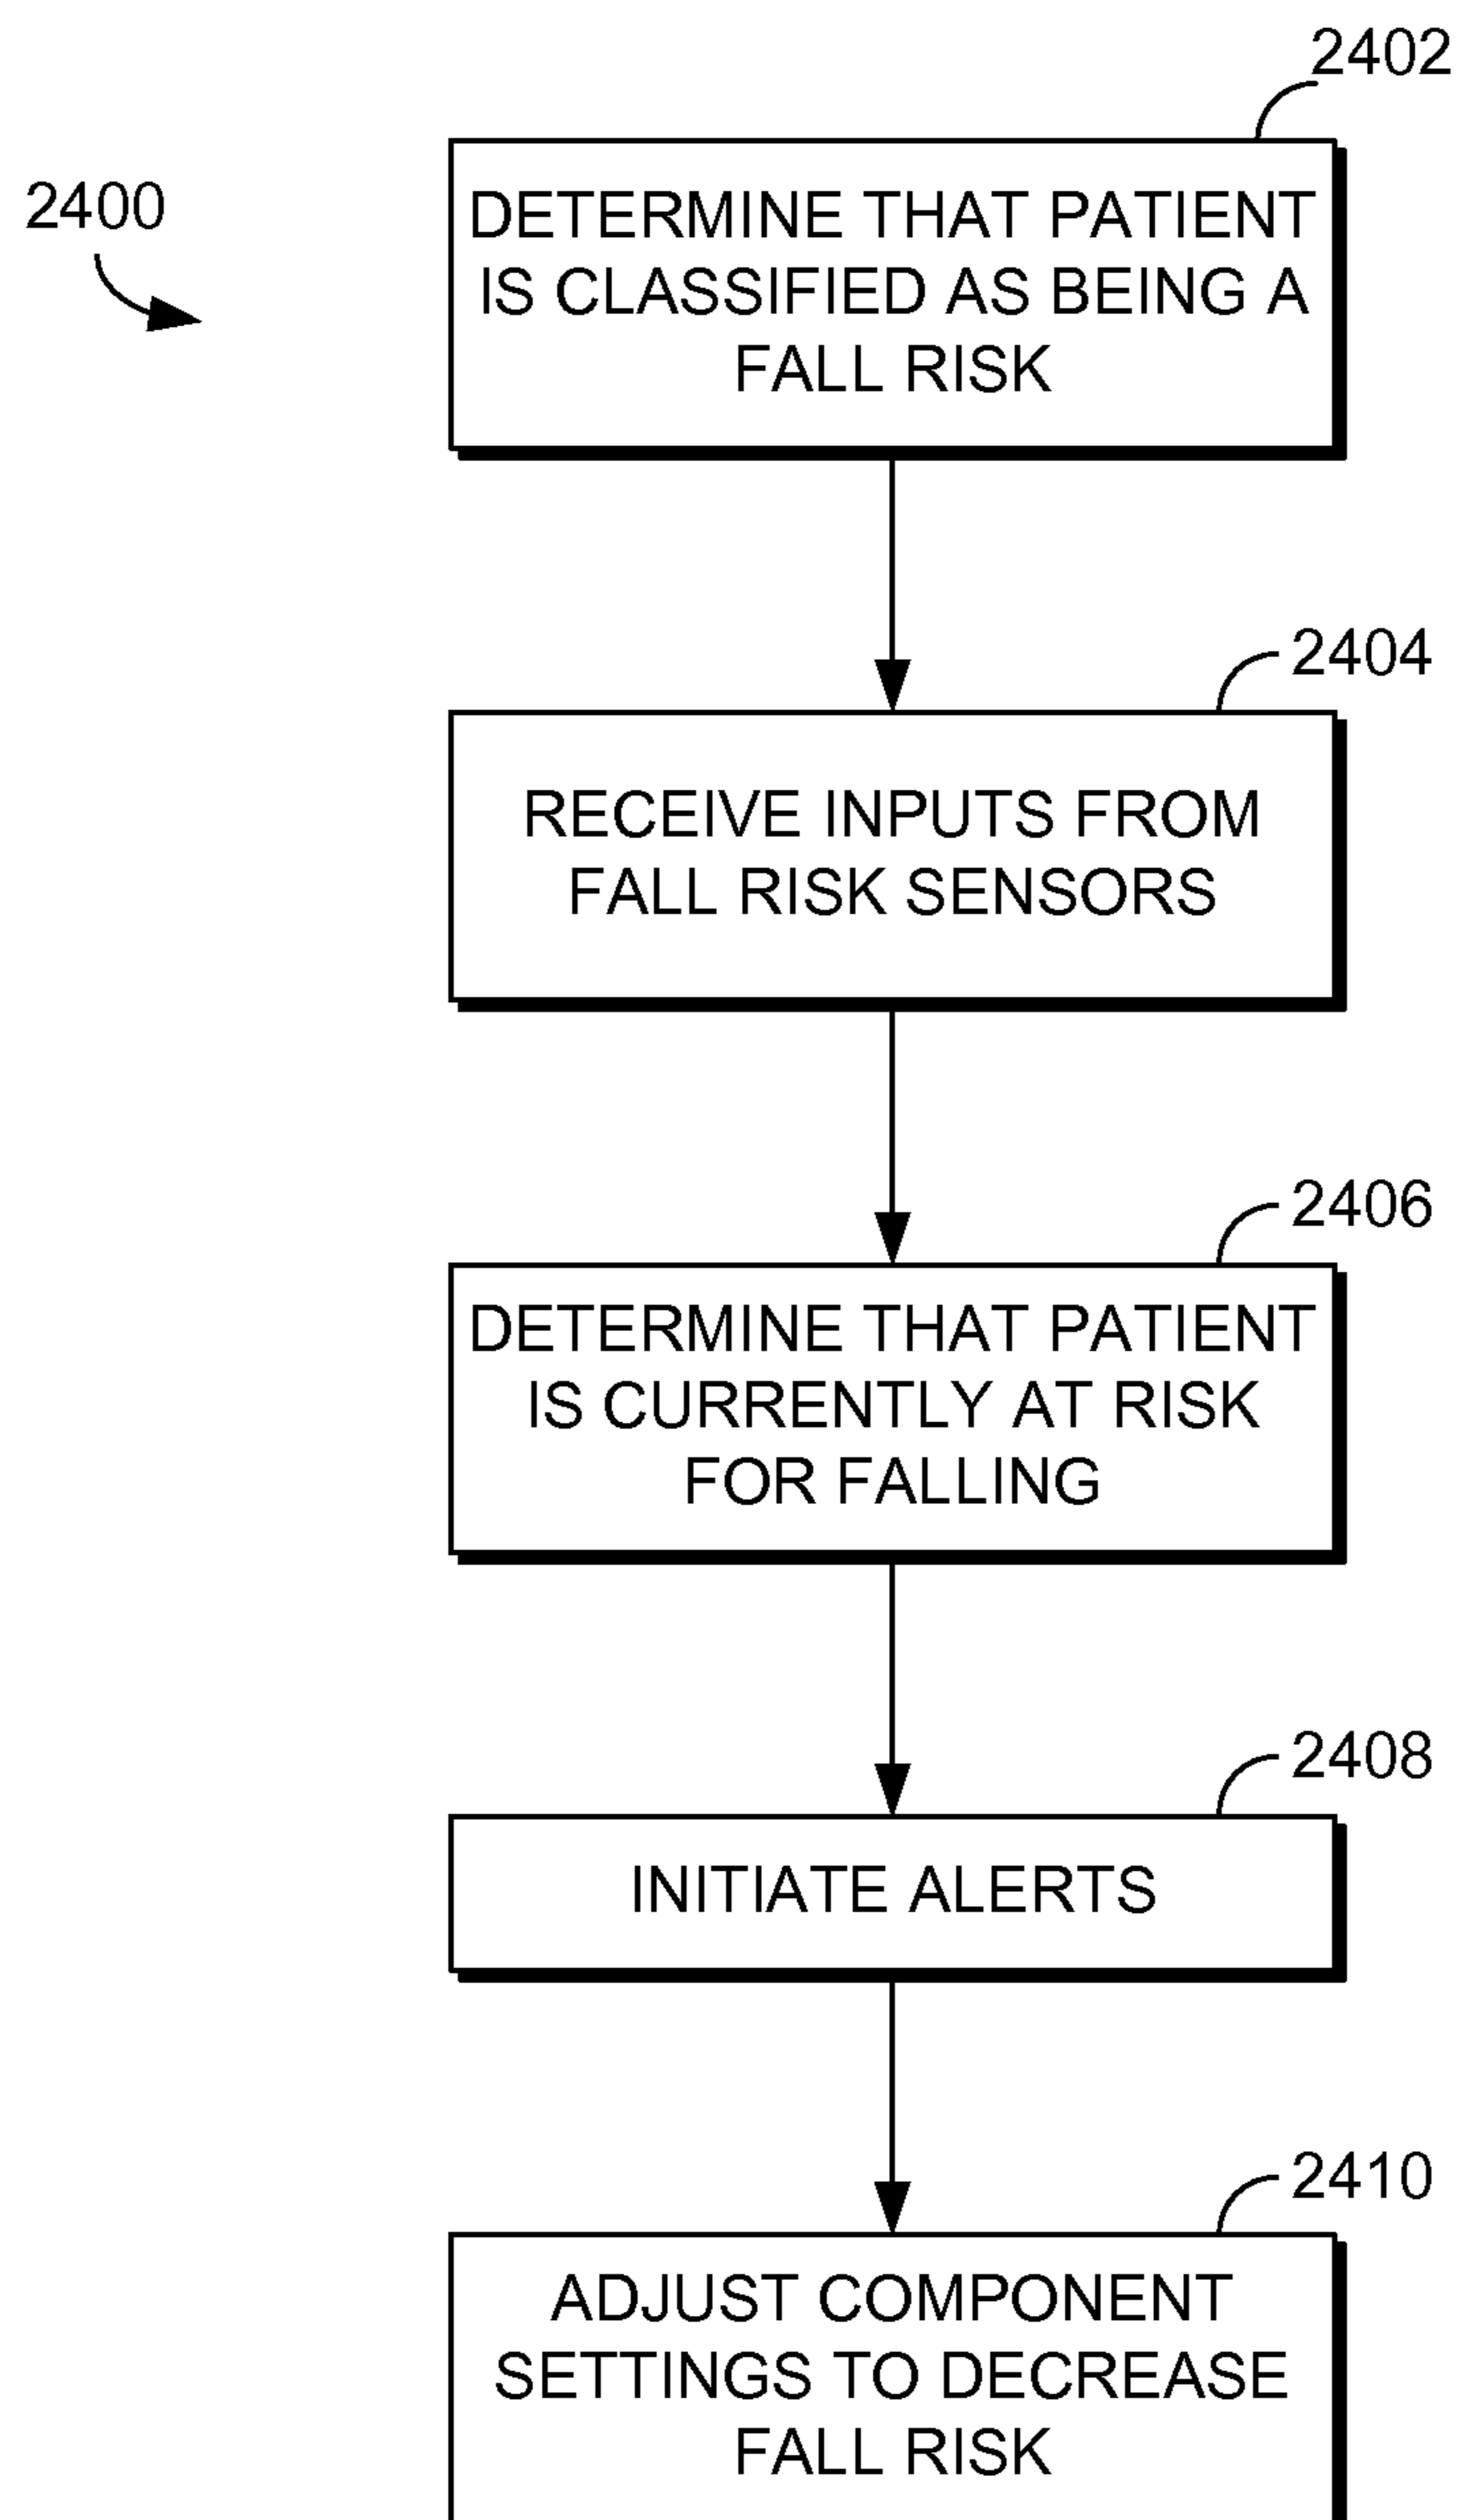 2402
2400
DETERMINE THAT PATIENT
IS CLASSIFIED AS BEING A
FALL RISK
2404
RECEIVE INPUTS FROM
FALL RISK SENSORS
2406
DETERMINE THAT PATIENT
IS CURRENTLY AT RISK
FOR FALLING
2408
INITIATE ALERTS
2410
ADJUST COMPONENT
SETTINGS TO DECREASE
FALL RISK